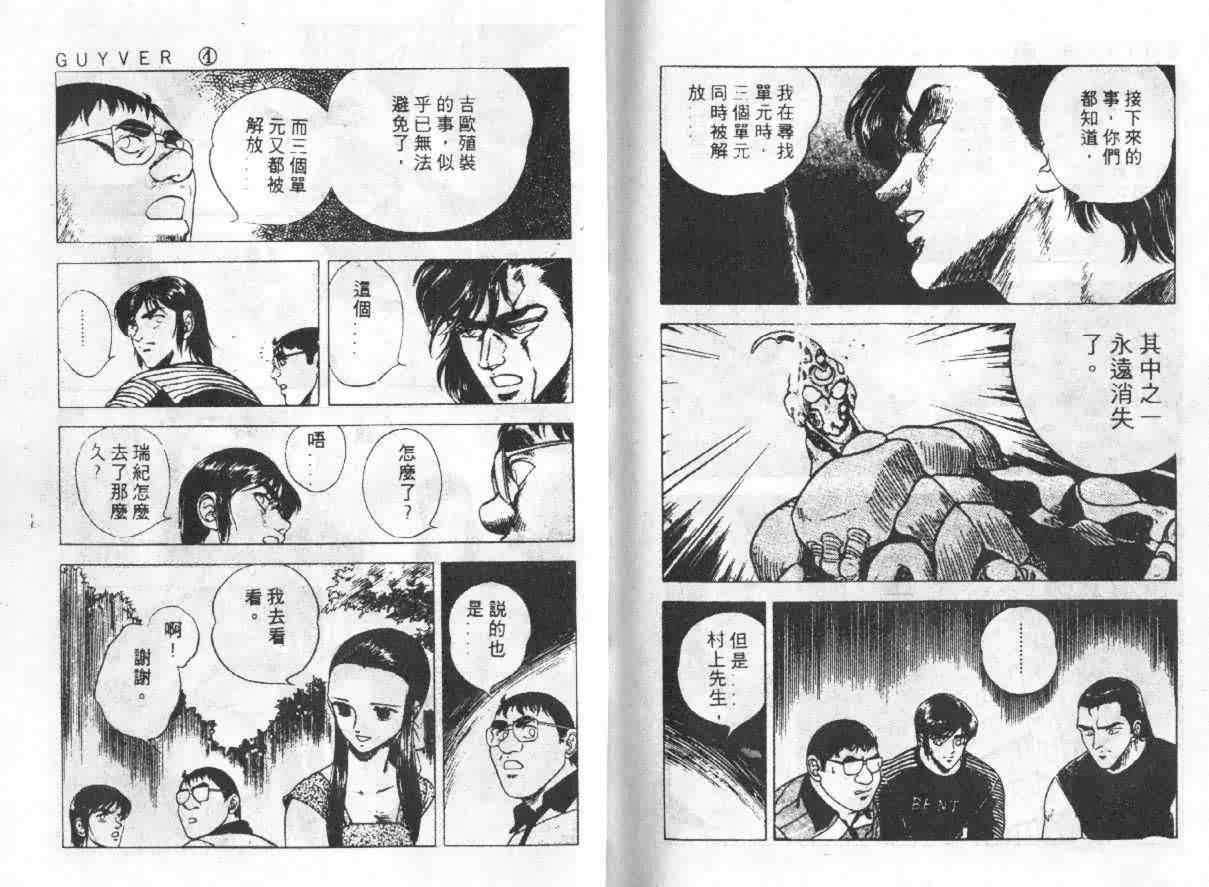 接下來的
事，你們
都知道．
我在尋找
單元時．
三個單元
同時被解
放．．．．
其中之一
永遠消失
了。
…………
但是．．．．
村上先生，
GUYVER ①
吉歐殖裝
的事，似
乎已無法
避免了，
而三個單
元又都被
解放．．．．
這個．．．．
…………
怎麼了？
唔．．．．
瑞紀怎麼
去了那麼
久？
説的也
是．．．．
我去看
看。
啊！
謝謝。
BENT